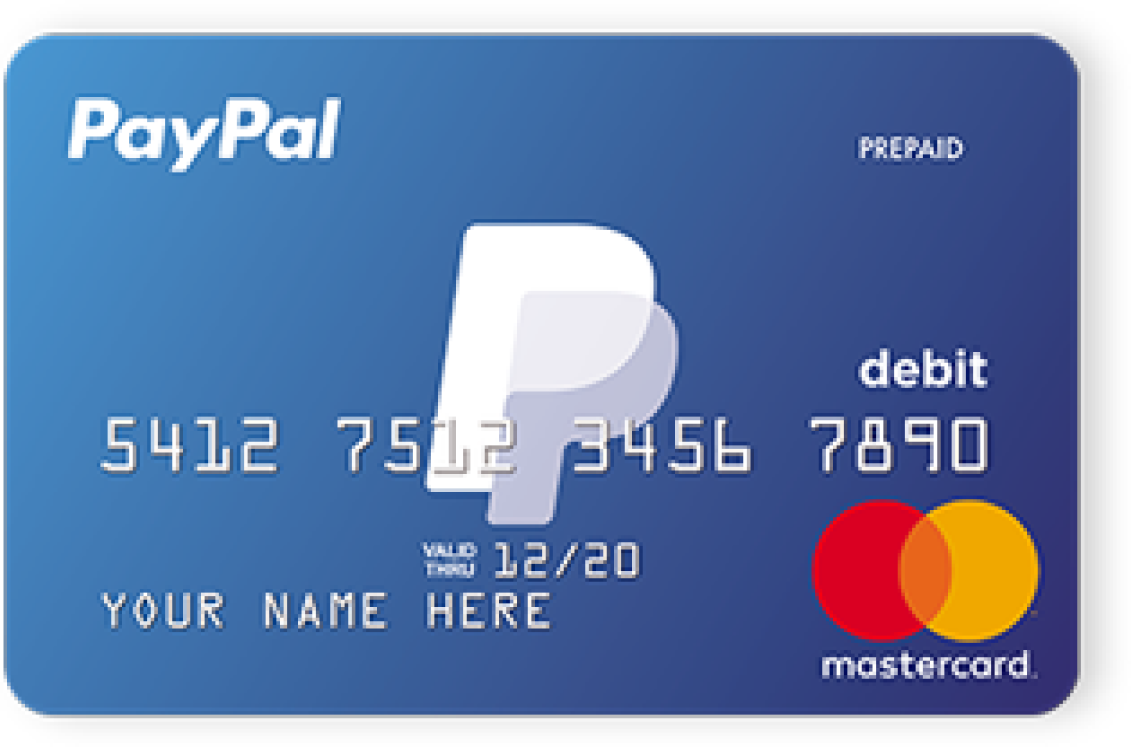 PayPal
PREPAID
debit
5412 7512 3456 7890
VALID THRU 12/20
YOUR NAME HERE
mastercard.